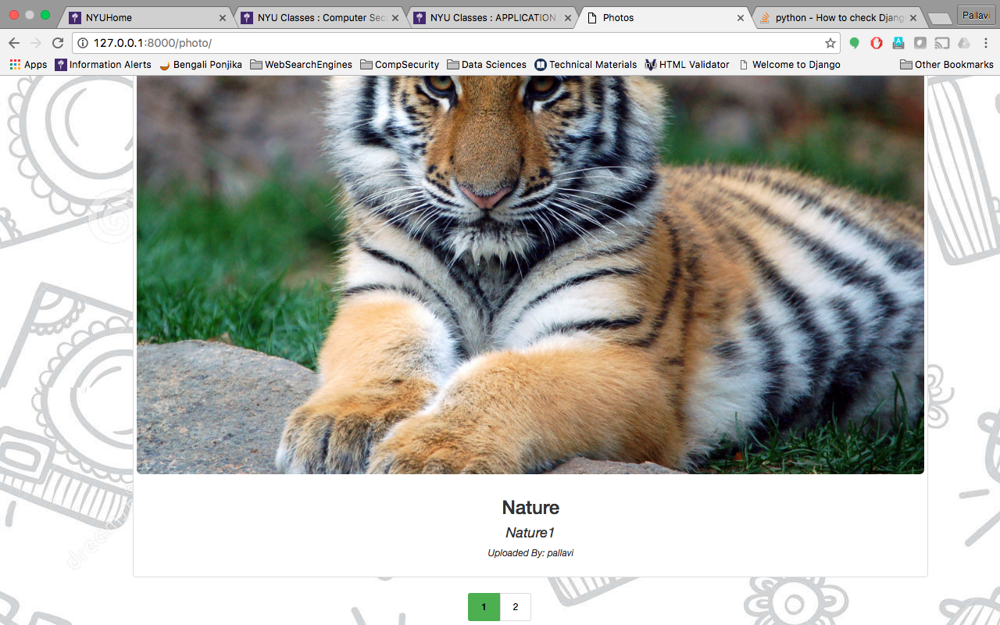 NYUHome
NYU Classes : Computer Sec
NYU Classes : APPLICATION
Photos
python - How to check Djang
Pallavi
127.0.0.1:8000/photo/
Apps
Information Alerts
Bengali Ponjika
WebSearchEngines
CompSecurity
Data Sciences
Technical Materials
HTML Validator
Welcome to Django
Other Bookmarks
Nature
Nature1
Uploaded By: pallavi
1
2